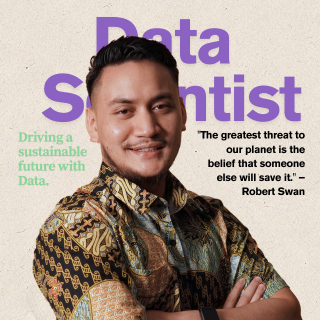 Data
Scientist
Driving a
sustainable
future with
Data.
"The greatest threat to
our planet is the
belief that someone
else will save it." –
Robert Swan